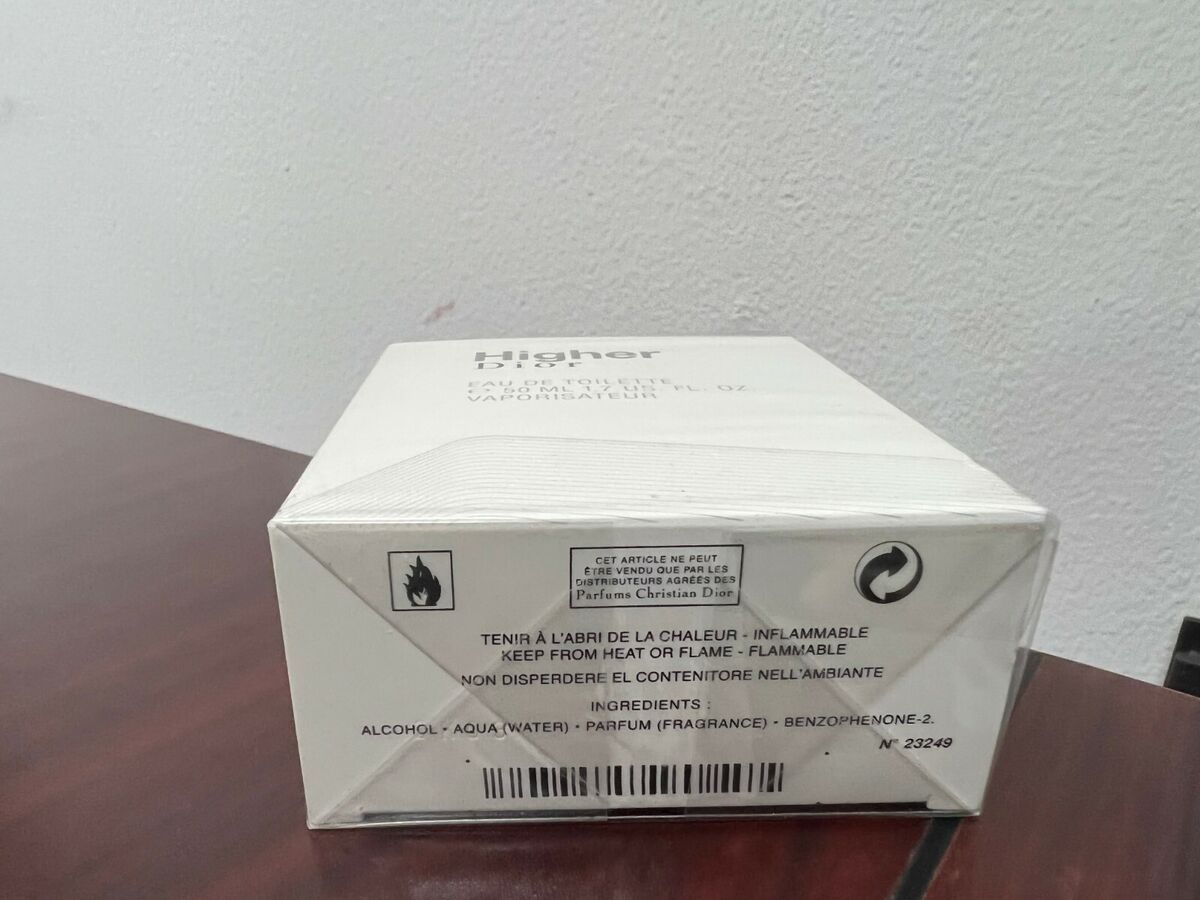 Higher
Dior
EAU DE TOILETTE
e 50 ML 1.7 US. FL. OZ.
VAPORISATEUR
CET ARTICLE NE PEUT
ÊTRE VENDU QUE PAR LES
DISTRIBUTEURS AGRÉÉS DES
Parfums Christian Dior
TENIR À L'ABRI DE LA CHALEUR - INFLAMMABLE
KEEP FROM HEAT OR FLAME - FLAMMABLE
NON DISPERDERE EL CONTENITORE NELL'AMBIANTE
INGREDIENTS :
ALCOHOL • AQUA (WATER) • PARFUM (FRAGRANCE) • BENZOPHENONE-2.
N° 23249